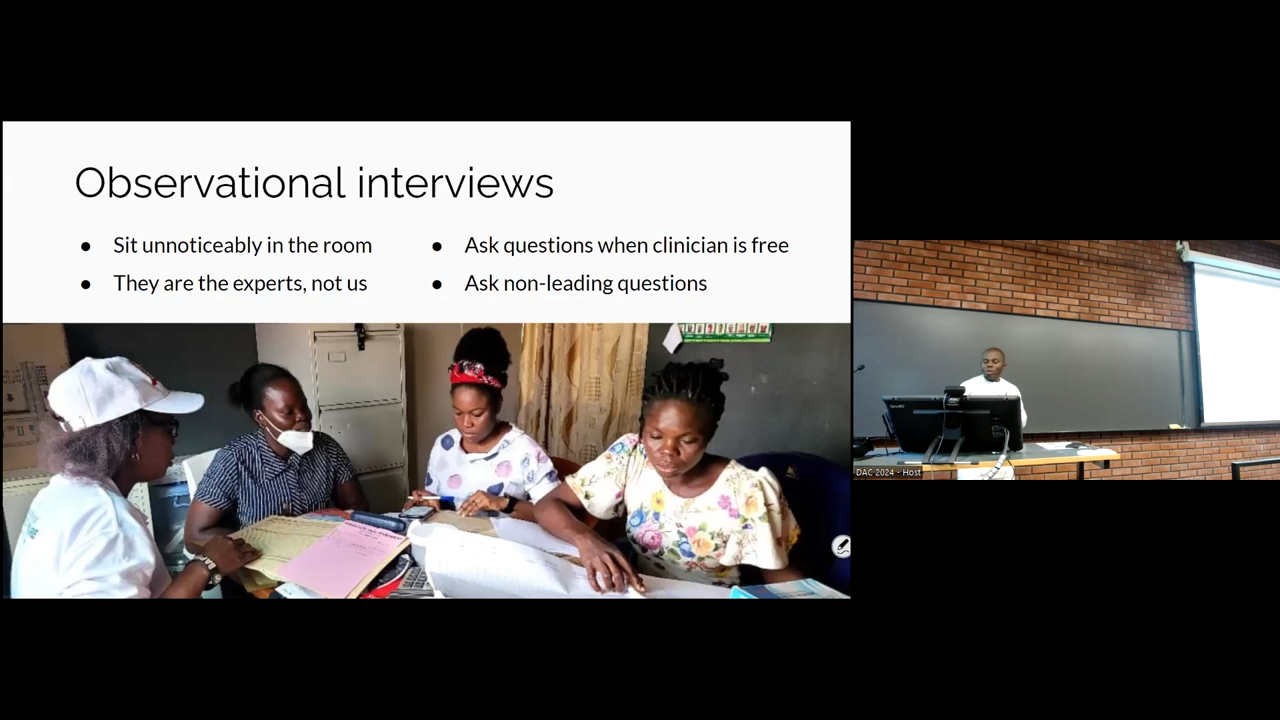 Observational interviews
● Sit unnoticeably in the room
● They are the experts, not us
● Ask questions when clinician is free
● Ask non-leading questions
DAC 2024 - Host